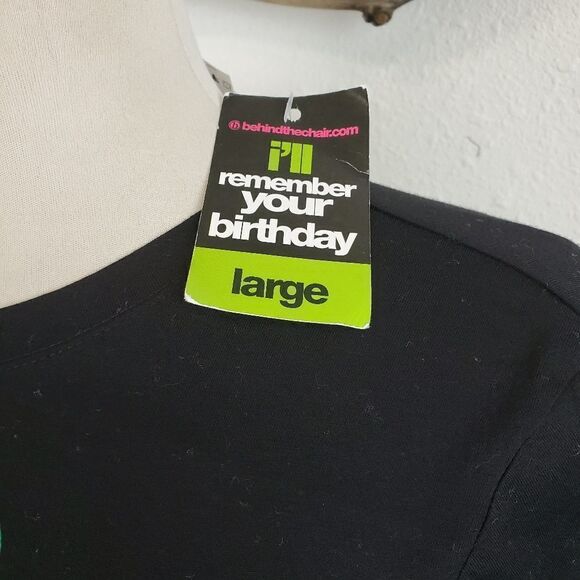 behindthechair.com
i'll
remember
your
birthday
large